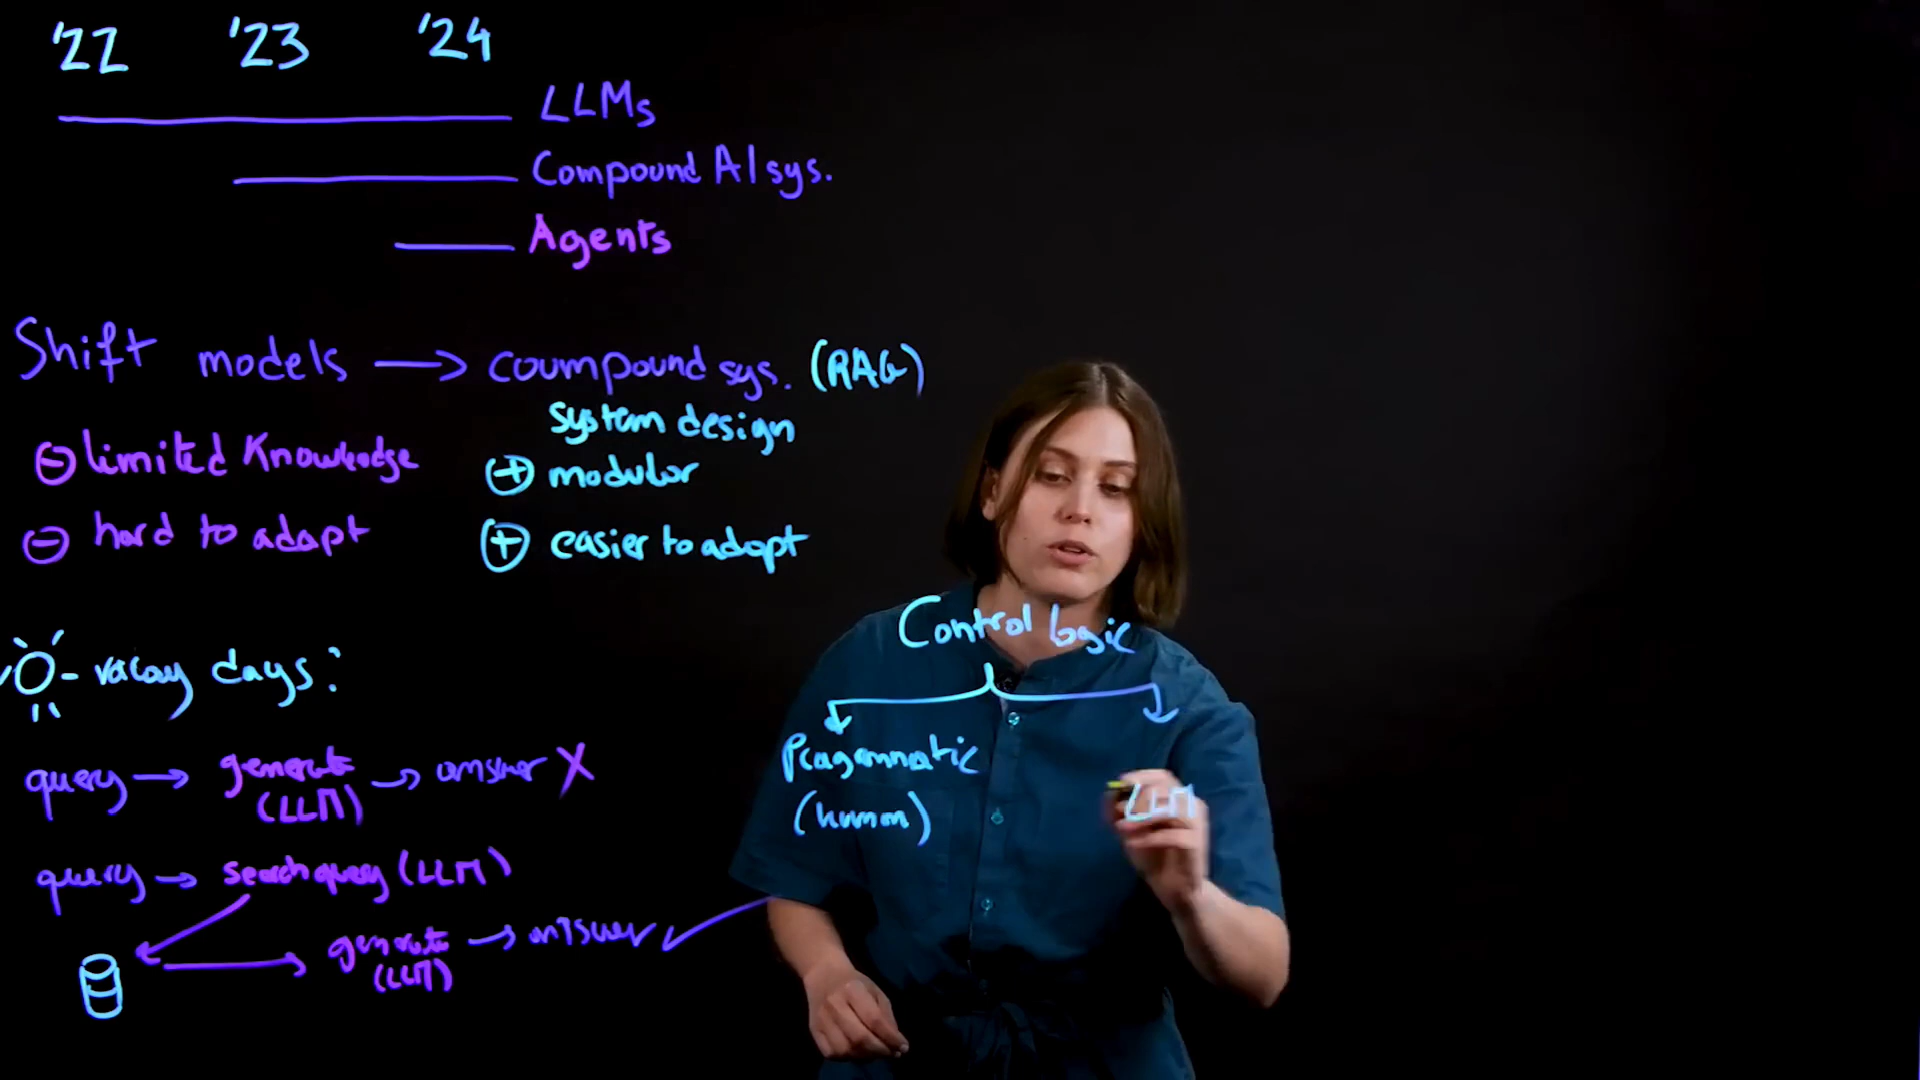 '22 '23 '24
LLMs
Compound AI sys.
Agents
Shift models → coumpound sys. (RAG)
system design
⊖ limited Knowledge
⊕ modular
⊖ hard to adapt
⊕ easier to adapt
vacay days:
query → generate → answer X
(LLM)
query → search query (LLM)
generate → answer
(LLM)
Control logic
Pragammatic
(human)
LLM